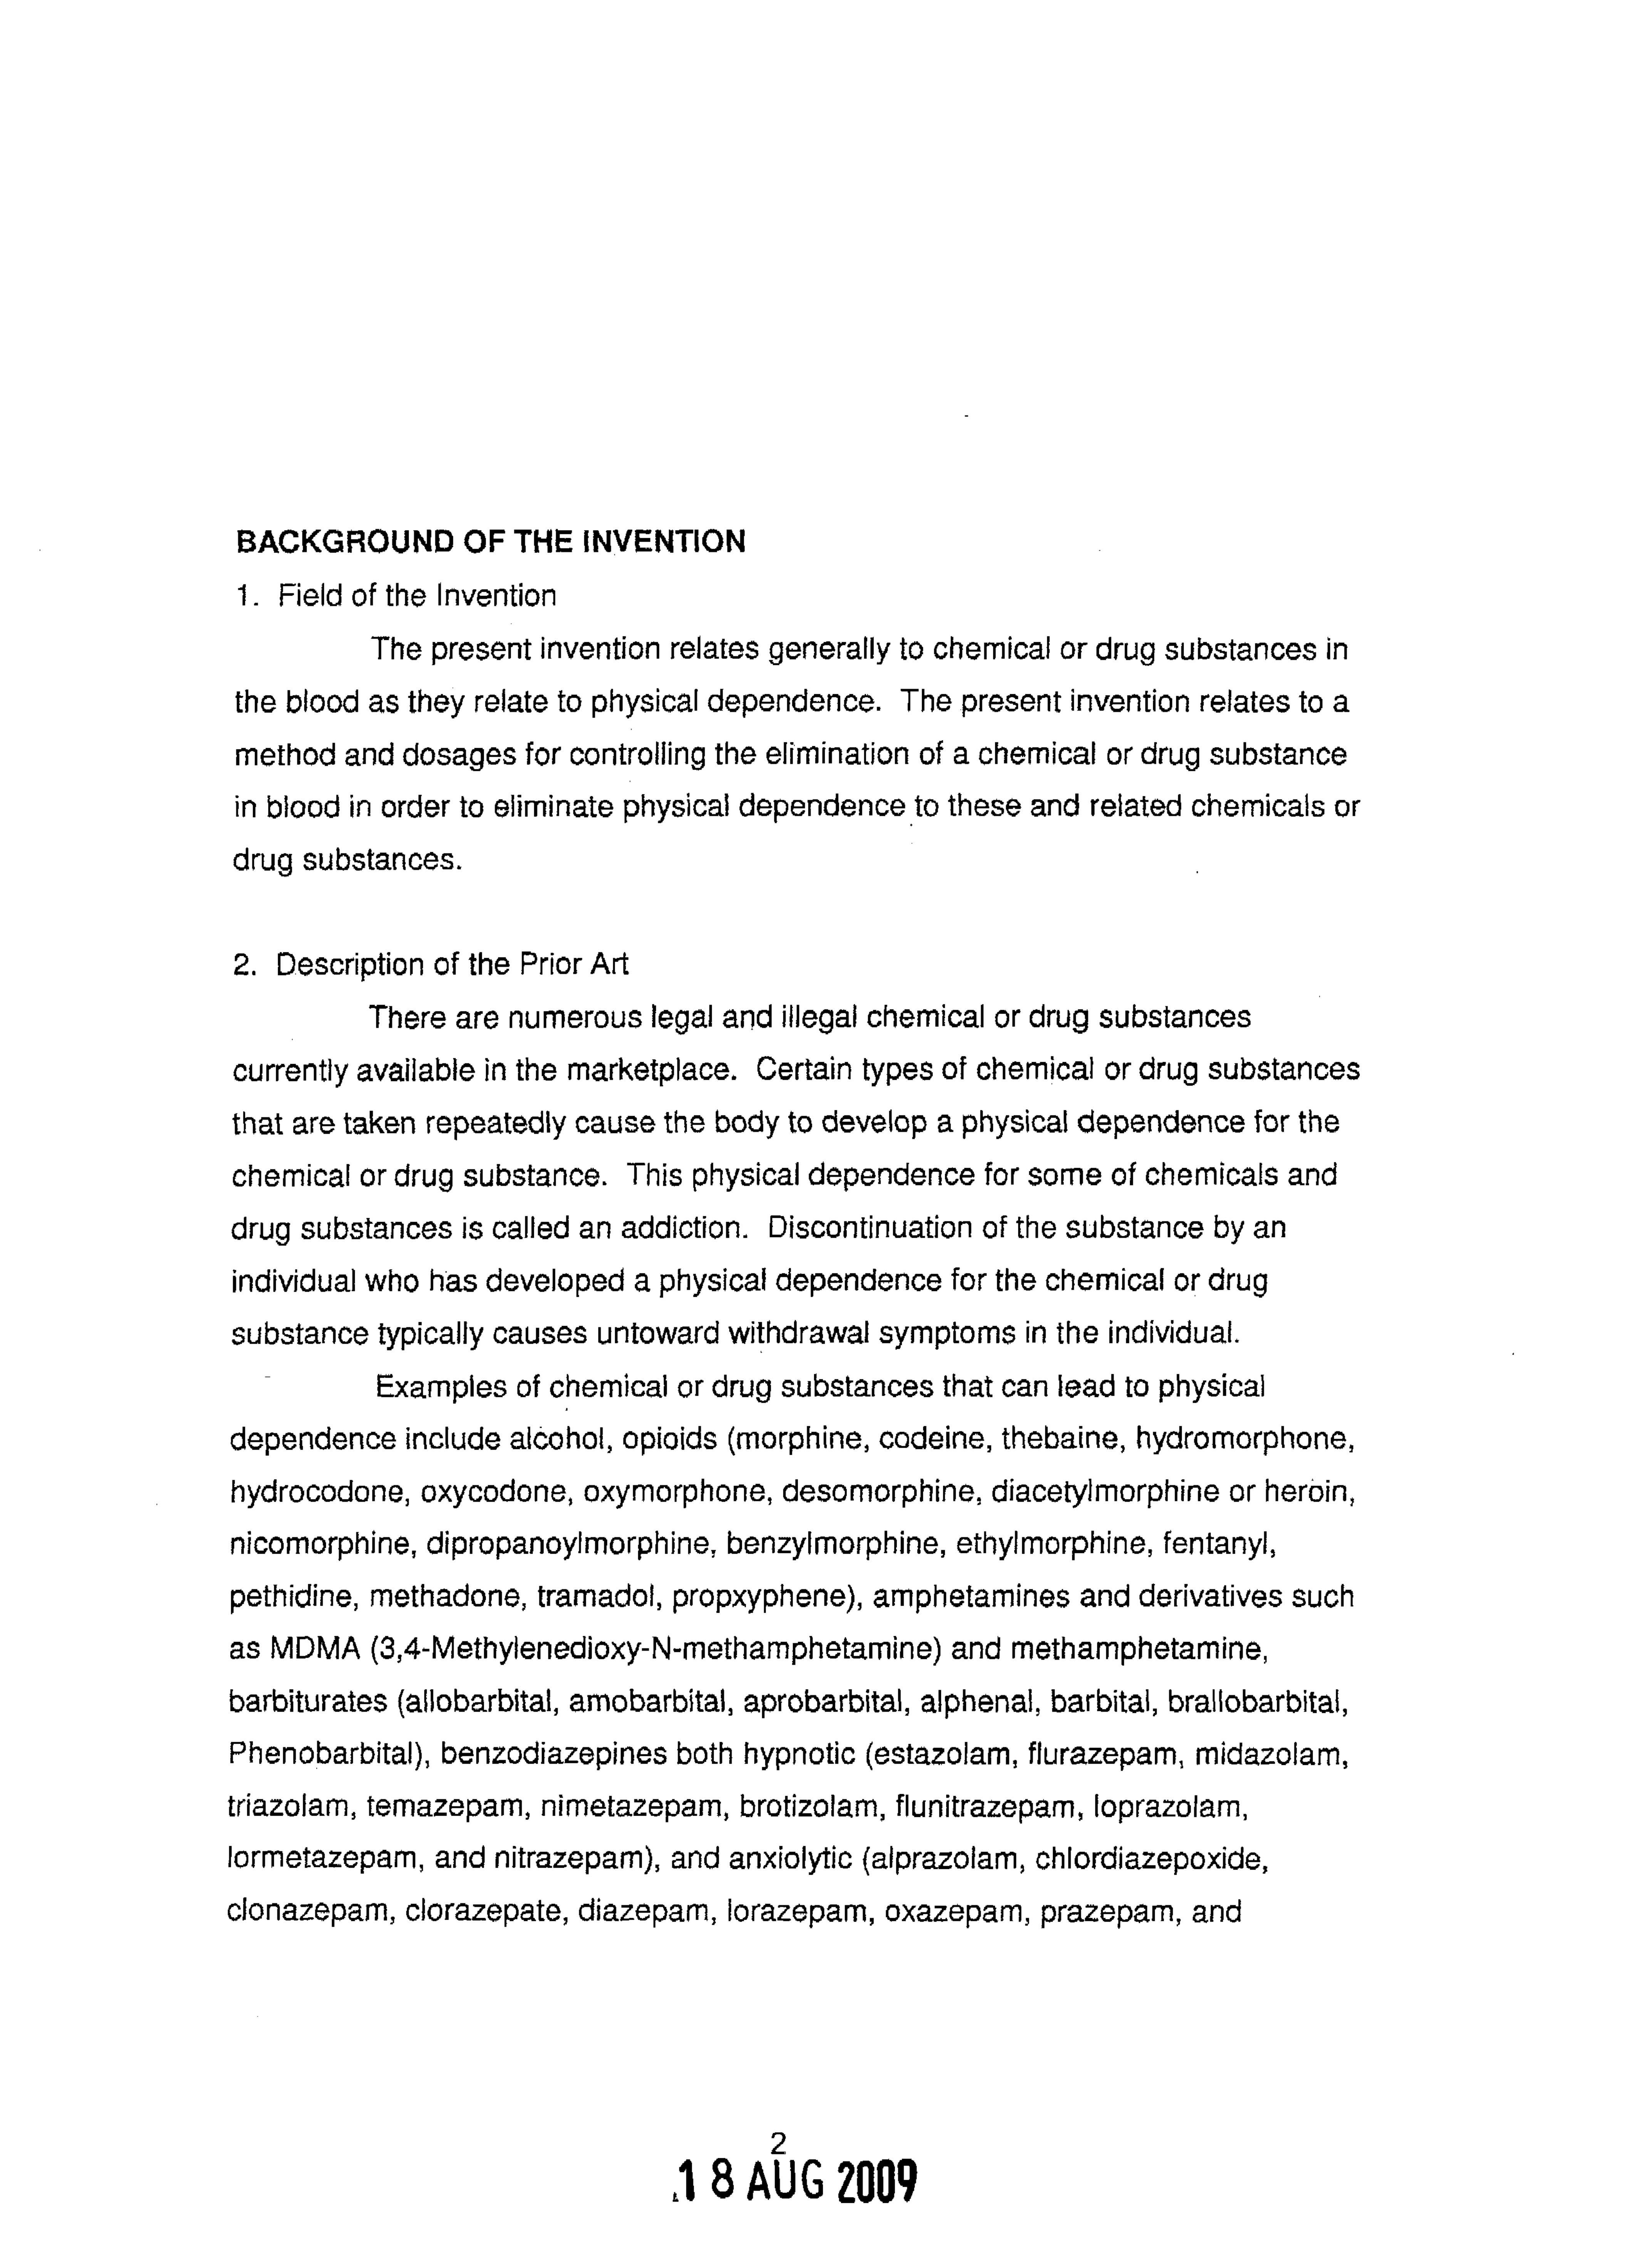 BACKGROUND OF THE INVENTION
1. Field of the Invention
The present invention relates generally to chemical or drug substances in
the blood as they relate to physical dependence. The present invention relates to a
method and dosages for controlling the elimination of a chemical or drug substance
in blood in order to eliminate physical dependence to these and related chemicals or
drug substances.
2. Description of the Prior Art
There are numerous legal and illegal chemical or drug substances
currently available in the marketplace. Certain types of chemical or drug substances
that are taken repeatedly cause the body to develop a physical dependence for the
chemical or drug substance. This physical dependence for some of chemicals and
drug substances is called an addiction. Discontinuation of the substance by an
individual who has developed a physical dependence for the chemical or drug
substance typically causes untoward withdrawal symptoms in the individual.
Examples of chemical or drug substances that can lead to physical
dependence include alcohol, opioids (morphine, codeine, thebaine, hydromorphone,
hydrocodone, oxycodone, oxymorphone, desomorphine, diacetylmorphine or heroin,
nicomorphine, dipropanoylmorphine, benzylmorphine, ethylmorphine, fentanyl,
pethidine, methadone, tramadol, propxyphene), amphetamines and derivatives such
as MDMA (3,4-Methylenedioxy-N-methamphetamine) and methamphetamine,
barbiturates (allobarbital, amobarbital, aprobarbital, alphenal, barbital, brallobarbital,
Phenobarbital), benzodiazepines both hypnotic (estazolam, flurazepam, midazolam,
triazolam, temazepam, nimetazepam, brotizolam, flunitrazepam, loprazolam,
lormetazepam, and nitrazepam), and anxiolytic (alprazolam, chlordiazepoxide,
clonazepam, clorazepate, diazepam, lorazepam, oxazepam, prazepam, and
2
18 AUG 2009